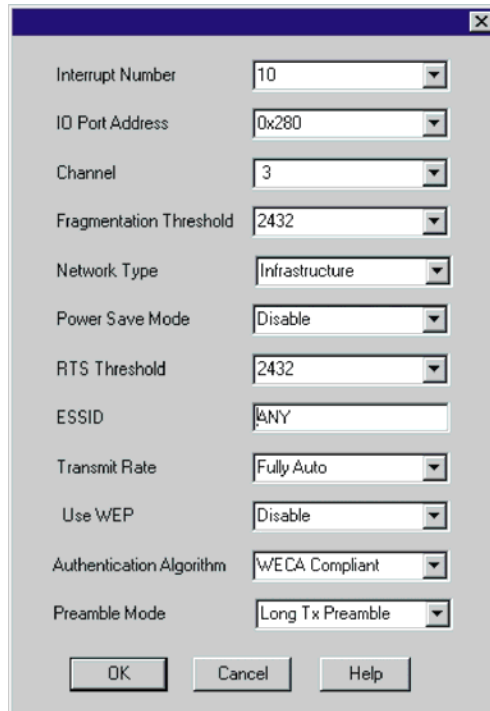 Interrupt Number 10
IO Port Address 0x280
Channel 3
Fragmentation Threshold 2432
Network Type Infrastructure
Power Save Mode Disable
RTS Threshold 2432
ESSID ANY
Transmit Rate Fully Auto
Use WEP Disable
Authentication Algorithm WECA Compliant
Preamble Mode Long Tx Preamble
OK Cancel Help